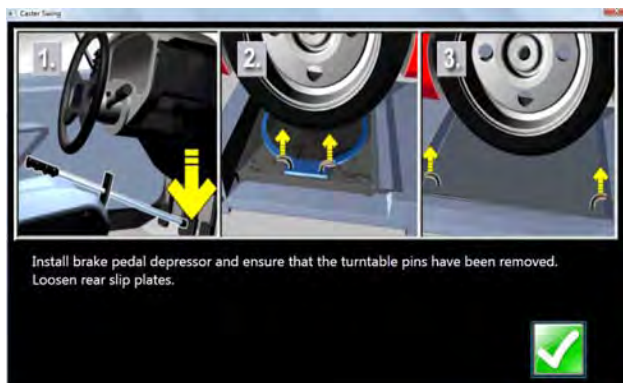 Caster Swing
1. 2. 3.
Install brake pedal depressor and ensure that the turntable pins have been removed.
Loosen rear slip plates.